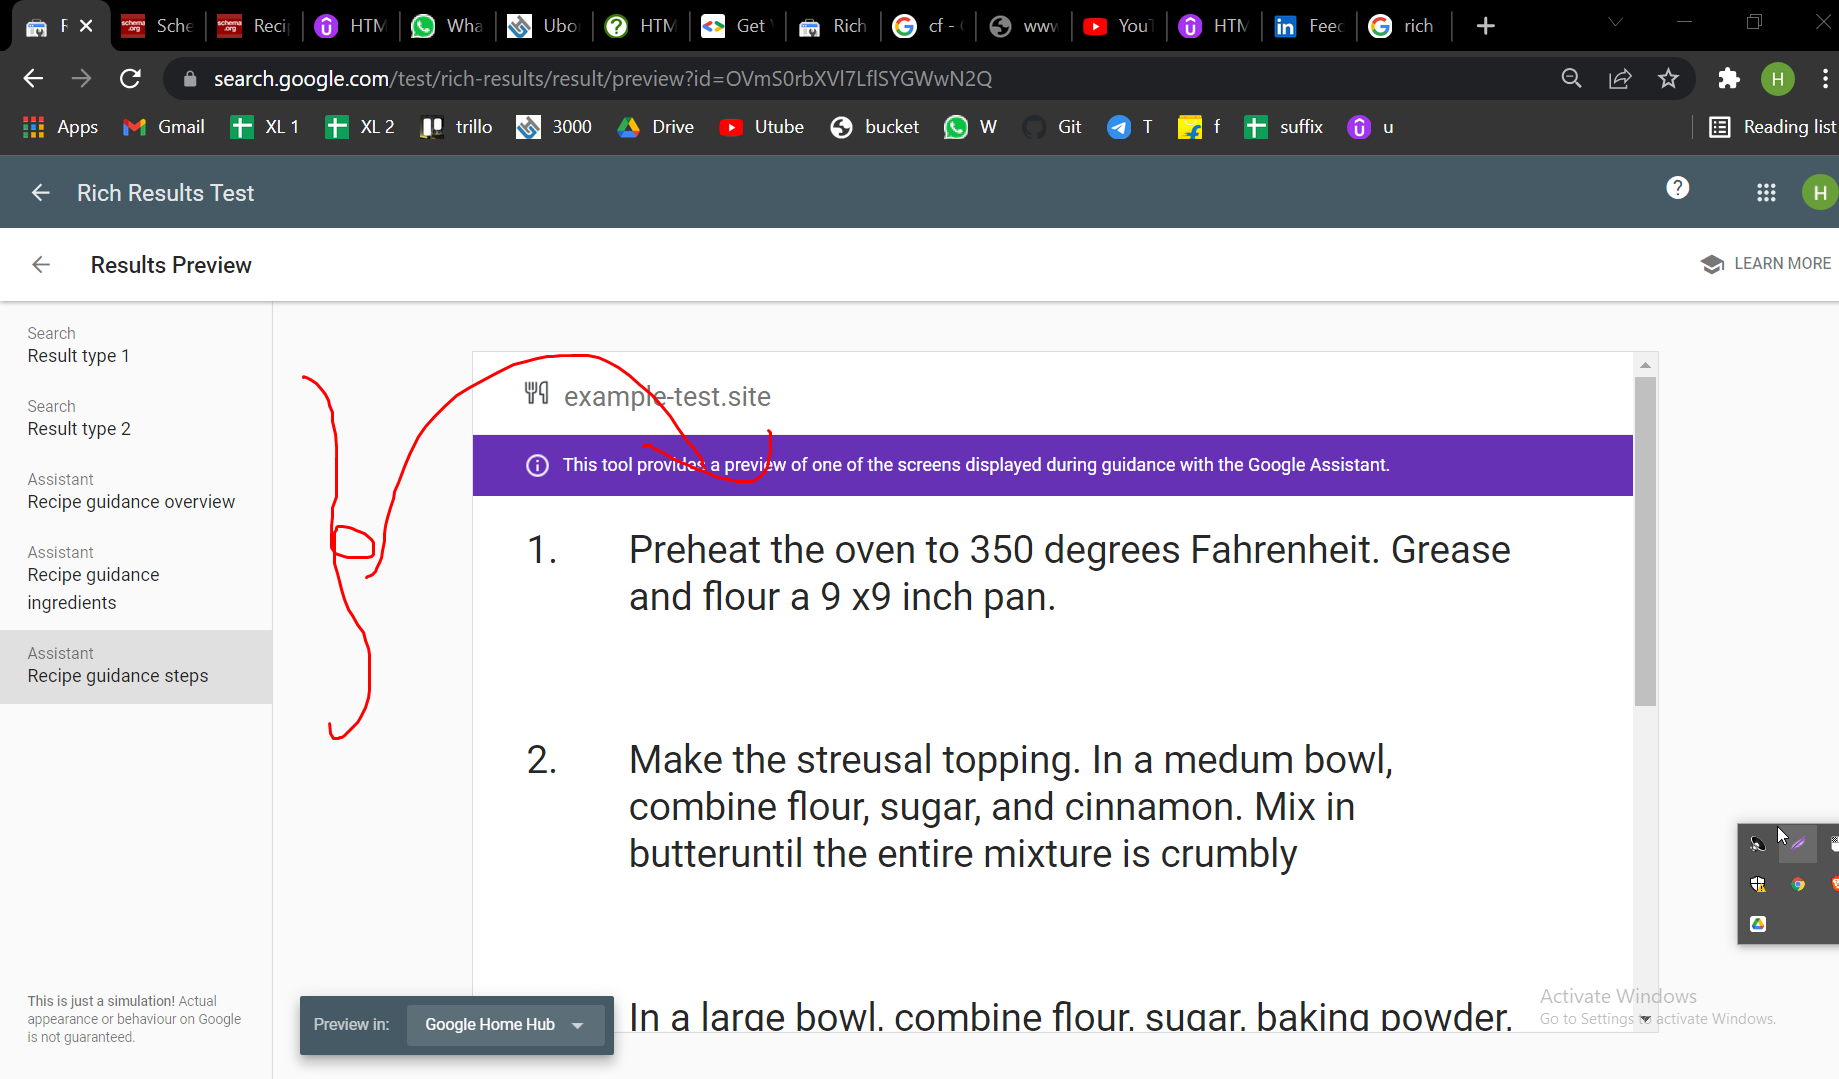 F
Sche
Reci
HTM
Wha
Ubo
HTM
Get
Rich
cf -
www
YouT
HTM
Feed
rich
search.google.com/test/rich-results/result/preview?id=OVmS0rbXVl7LflSYGWwN2Q
H
Apps
Gmail
XL 1
XL 2
trillo
3000
Drive
Utube
bucket
W
Git
T
f
suffix
u
Reading list
Rich Results Test
H
Results Preview
LEARN MORE
Search
Result type 1
Search
Result type 2
Assistant
Recipe guidance overview
Assistant
Recipe guidance
ingredients
Assistant
Recipe guidance steps
example-test.site
This tool provides a preview of one of the screens displayed during guidance with the Google Assistant.
1. Preheat the oven to 350 degrees Fahrenheit. Grease
and flour a 9 x9 inch pan.
2. Make the streusal topping. In a medum bowl,
combine flour, sugar, and cinnamon. Mix in
butteruntil the entire mixture is crumbly
In a large bowl, combine flour, sugar, baking powder,
This is just a simulation! Actual
appearance or behaviour on Google
is not guaranteed.
Preview in: Google Home Hub
Activate Windows
Go to Settings to activate Windows.